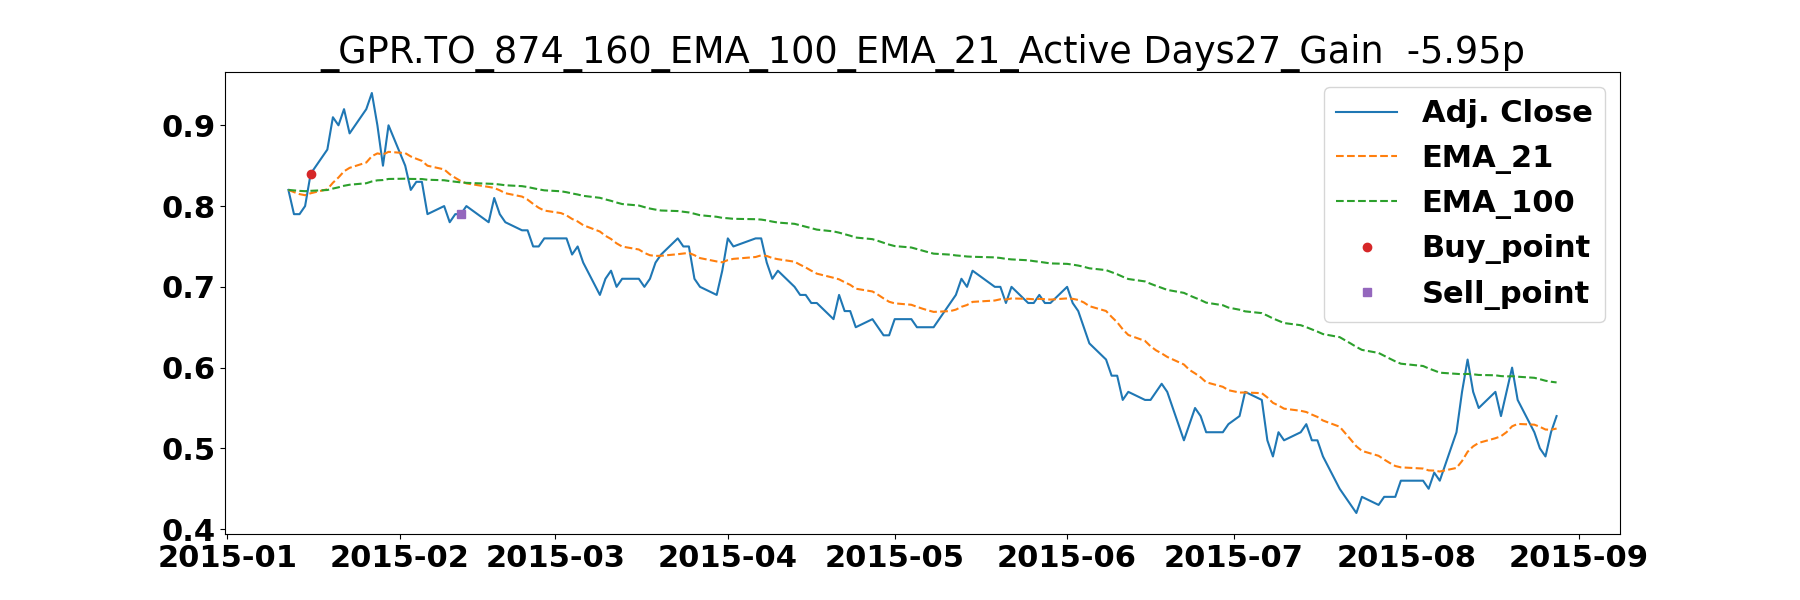 _GPR.TO_874_160_EMA_100_EMA_21_Active Days27_Gain  -5.95p
Adj. Close
EMA_21
EMA_100
Buy_point
Sell_point
0.9
0.8
0.7
0.6
0.5
0.4
2015-01 2015-02 2015-03 2015-04 2015-05 2015-06 2015-07 2015-08 2015-09